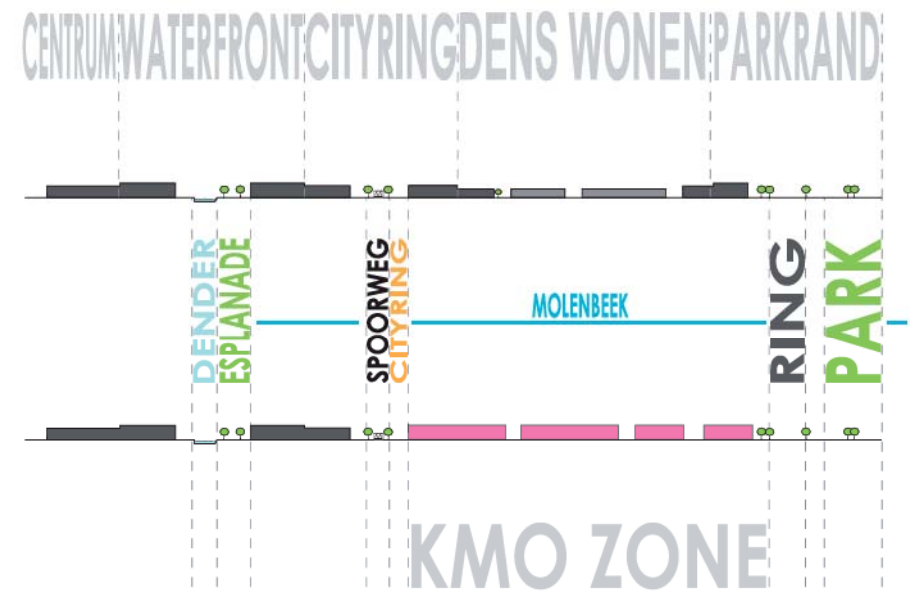 CENTRUM WATERFRONT CITYRING DENS WONEN PARKRAND
DENDER
ESPLANADE
SPOORWEG
CITYRING
MOLENBEEK
RING
PARK
KMO ZONE